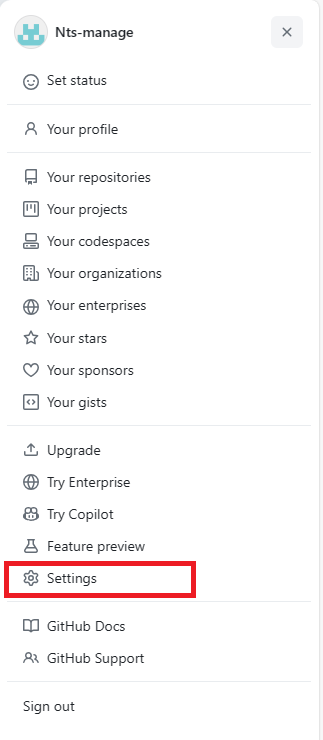 Nts-manage
Set status
Your profile
Your repositories
Your projects
Your codespaces
Your organizations
Your enterprises
Your stars
Your sponsors
Your gists
Upgrade
Try Enterprise
Try Copilot
Feature preview
Settings
GitHub Docs
GitHub Support
Sign out